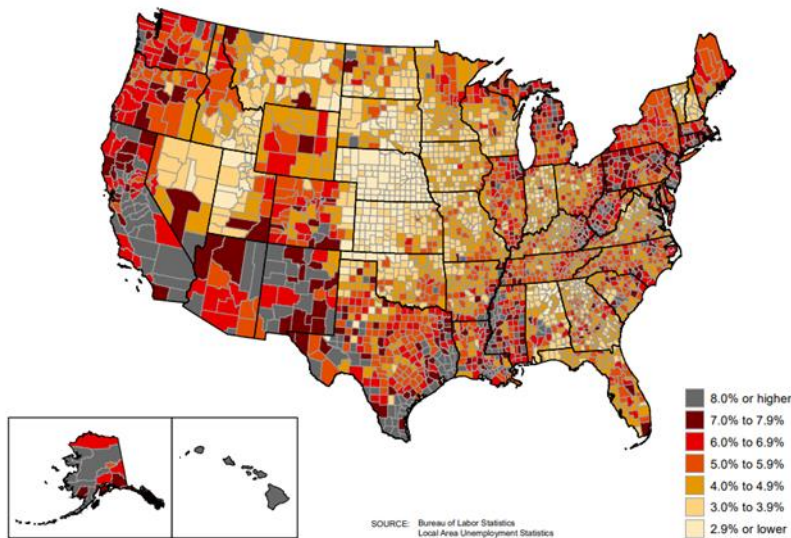 8.0% or higher
7.0% to 7.9%
6.0% to 6.9%
5.0% to 5.9%
4.0% to 4.9%
3.0% to 3.9%
2.9% or lower
SOURCE: Bureau of Labor Statistics
Local Area Unemployment Statistics